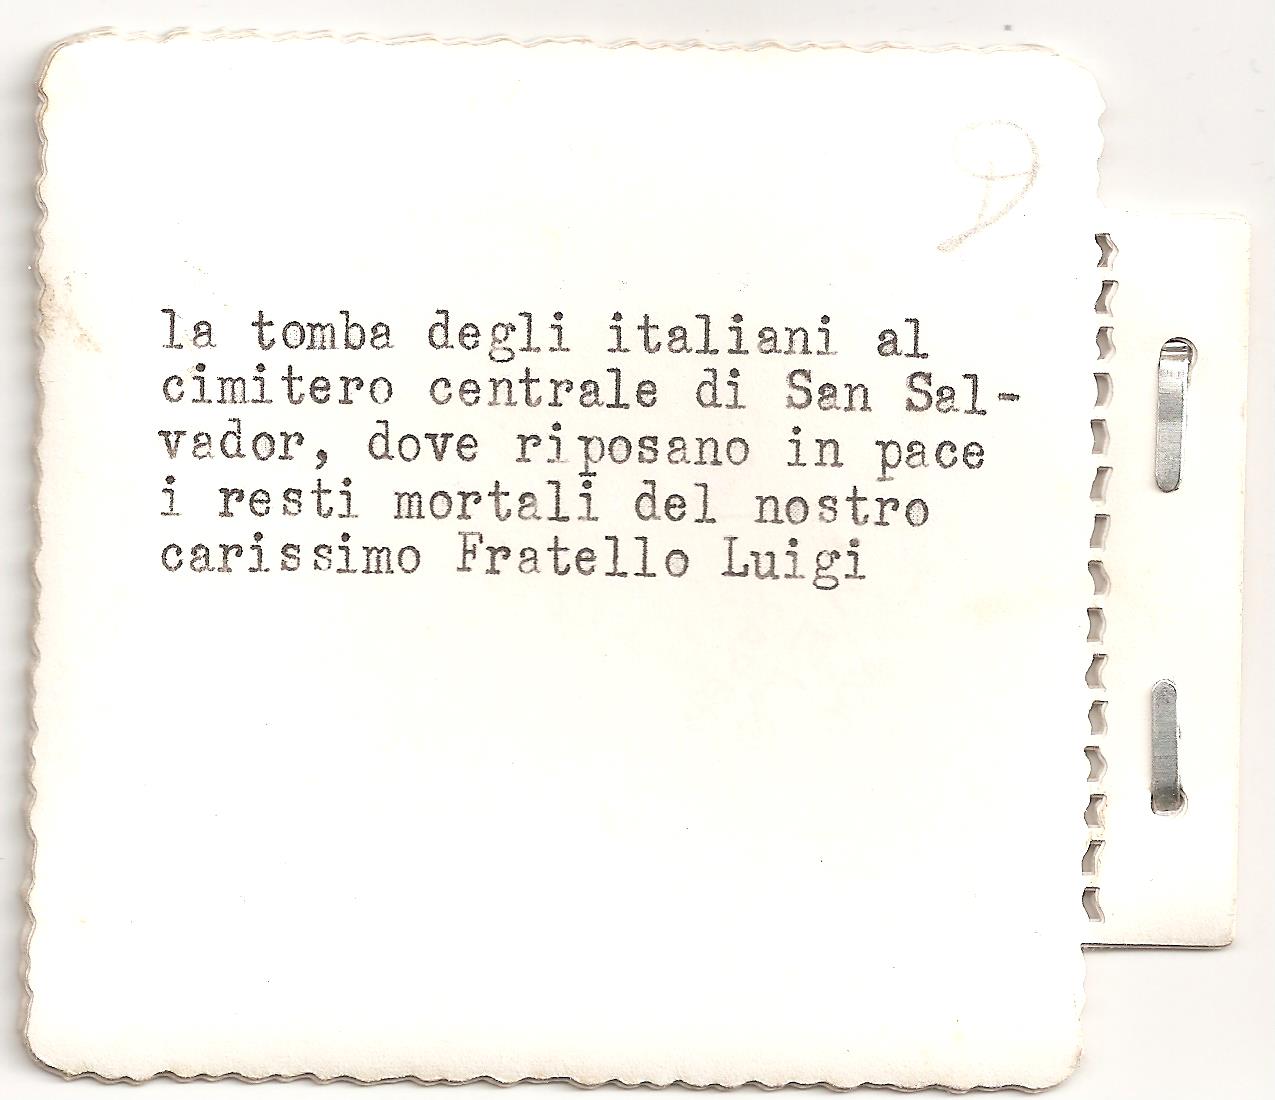 la tomba degli italiani al
cimitero centrale di San Sal-
vador, dove riposano in pace
i resti mortali del nostro
carissimo Fratello Luigi